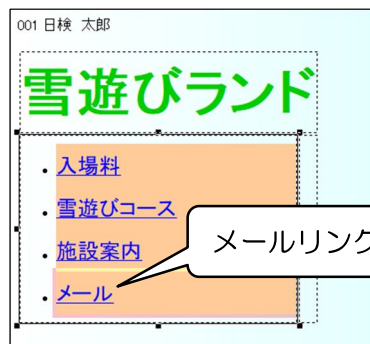 001 日検 太郎
雪遊びランド
・入場料
・雪遊びコース
・施設案内
メールリンク
・メール